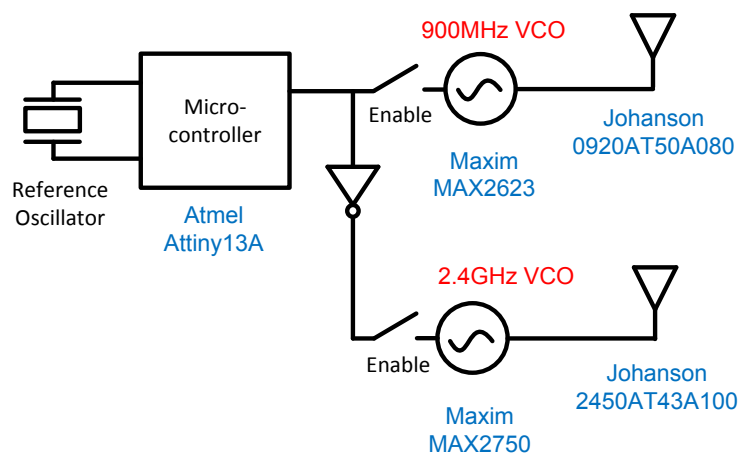 900MHz VCO
Micro-
controller
Enable
Johanson
0920AT50A080
Maxim
MAX2623
Reference
Oscillator
Atmel
Attiny13A
2.4GHz VCO
Enable
Johanson
2450AT43A100
Maxim
MAX2750